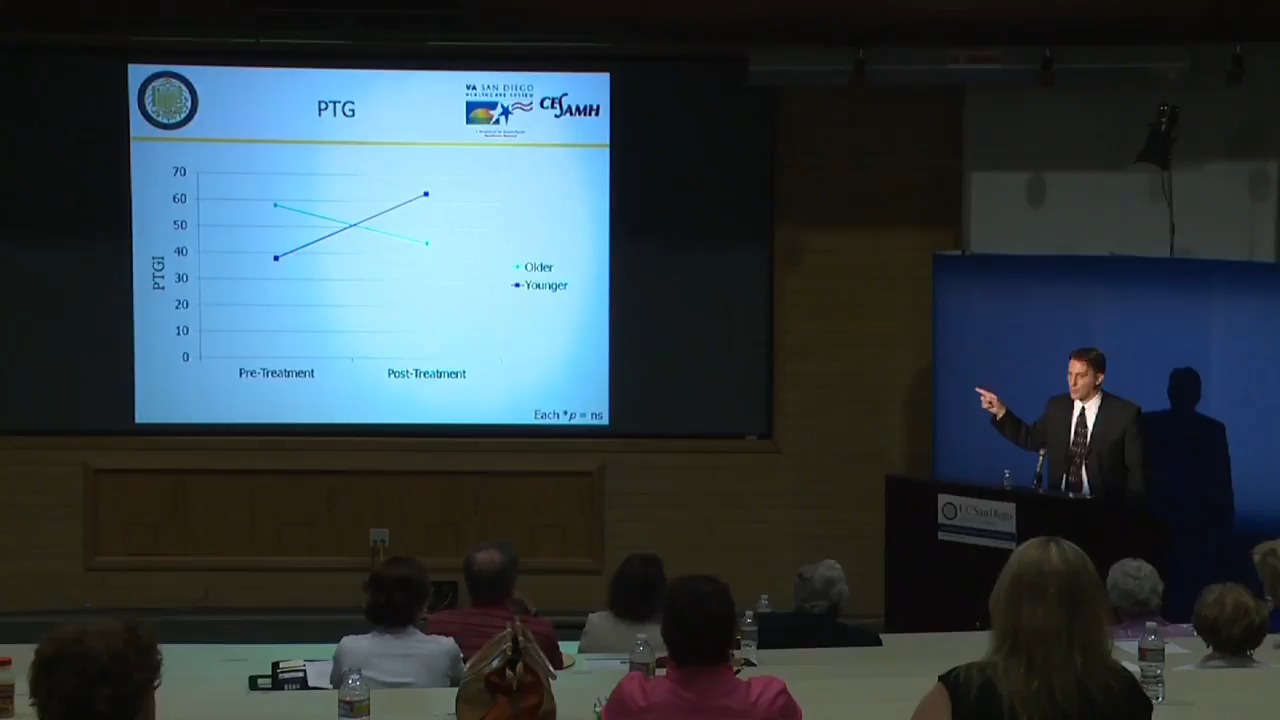 PTG
VA SAN DIEGO
HEALTHCARE SYSTEM
CESAMH
70
60
50
40
30
20
10
0
PTGI
Older
Younger
Pre-Treatment
Post-Treatment
Each *p = ns
UC San Diego